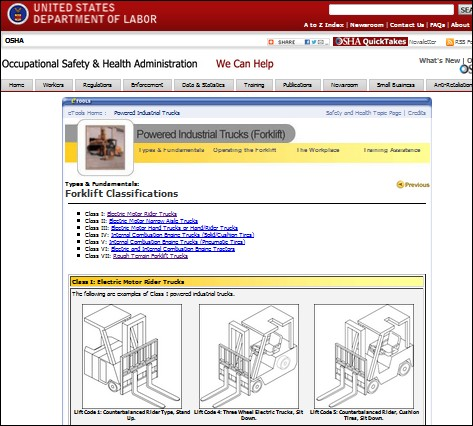 UNITED STATES
DEPARTMENT OF LABOR
A to Z Index | Newsroom | Contact Us | FAQs | About
OSHA
SHARE
OSHA QuickTakes Newsletter RSS
Occupational Safety & Health Administration We Can Help
What's New |
Home Workers Regulations Enforcement Data & Statistics Training Publications Newsroom Small Business Anti-Retaliation
eTOOLS
eTools Home : Powered Industrial Trucks Safety and Health Topic Page | Credits
Powered Industrial Trucks (Forklift)
Types & Fundamentals Operating the Forklift The Workplace Training Assistance
Types & Fundamentals:
Previous
Forklift Classifications
Class I: Electric Motor Rider Trucks
Class II: Electric Motor Narrow Aisle Trucks
Class III: Electric Motor Hand Trucks or Hand/Rider Trucks
Class IV: Internal Combustion Engine Trucks (Solid/Cushion Tires)
Class V: Internal Combustion Engine Trucks (Pneumatic Tires)
Class VI: Electric and Internal Combustion Engine Tractors
Class VII: Rough Terrain Forklift Trucks
Class I: Electric Motor Rider Trucks
The following are examples of Class I powered industrial trucks.
Lift Code 1: Counterbalanced Rider Type, Stand Up.
Lift Code 4: Three Wheel Electric Trucks, Sit Down.
Lift Code 5: Counterbalanced Rider, Cushion Tires, Sit Down.